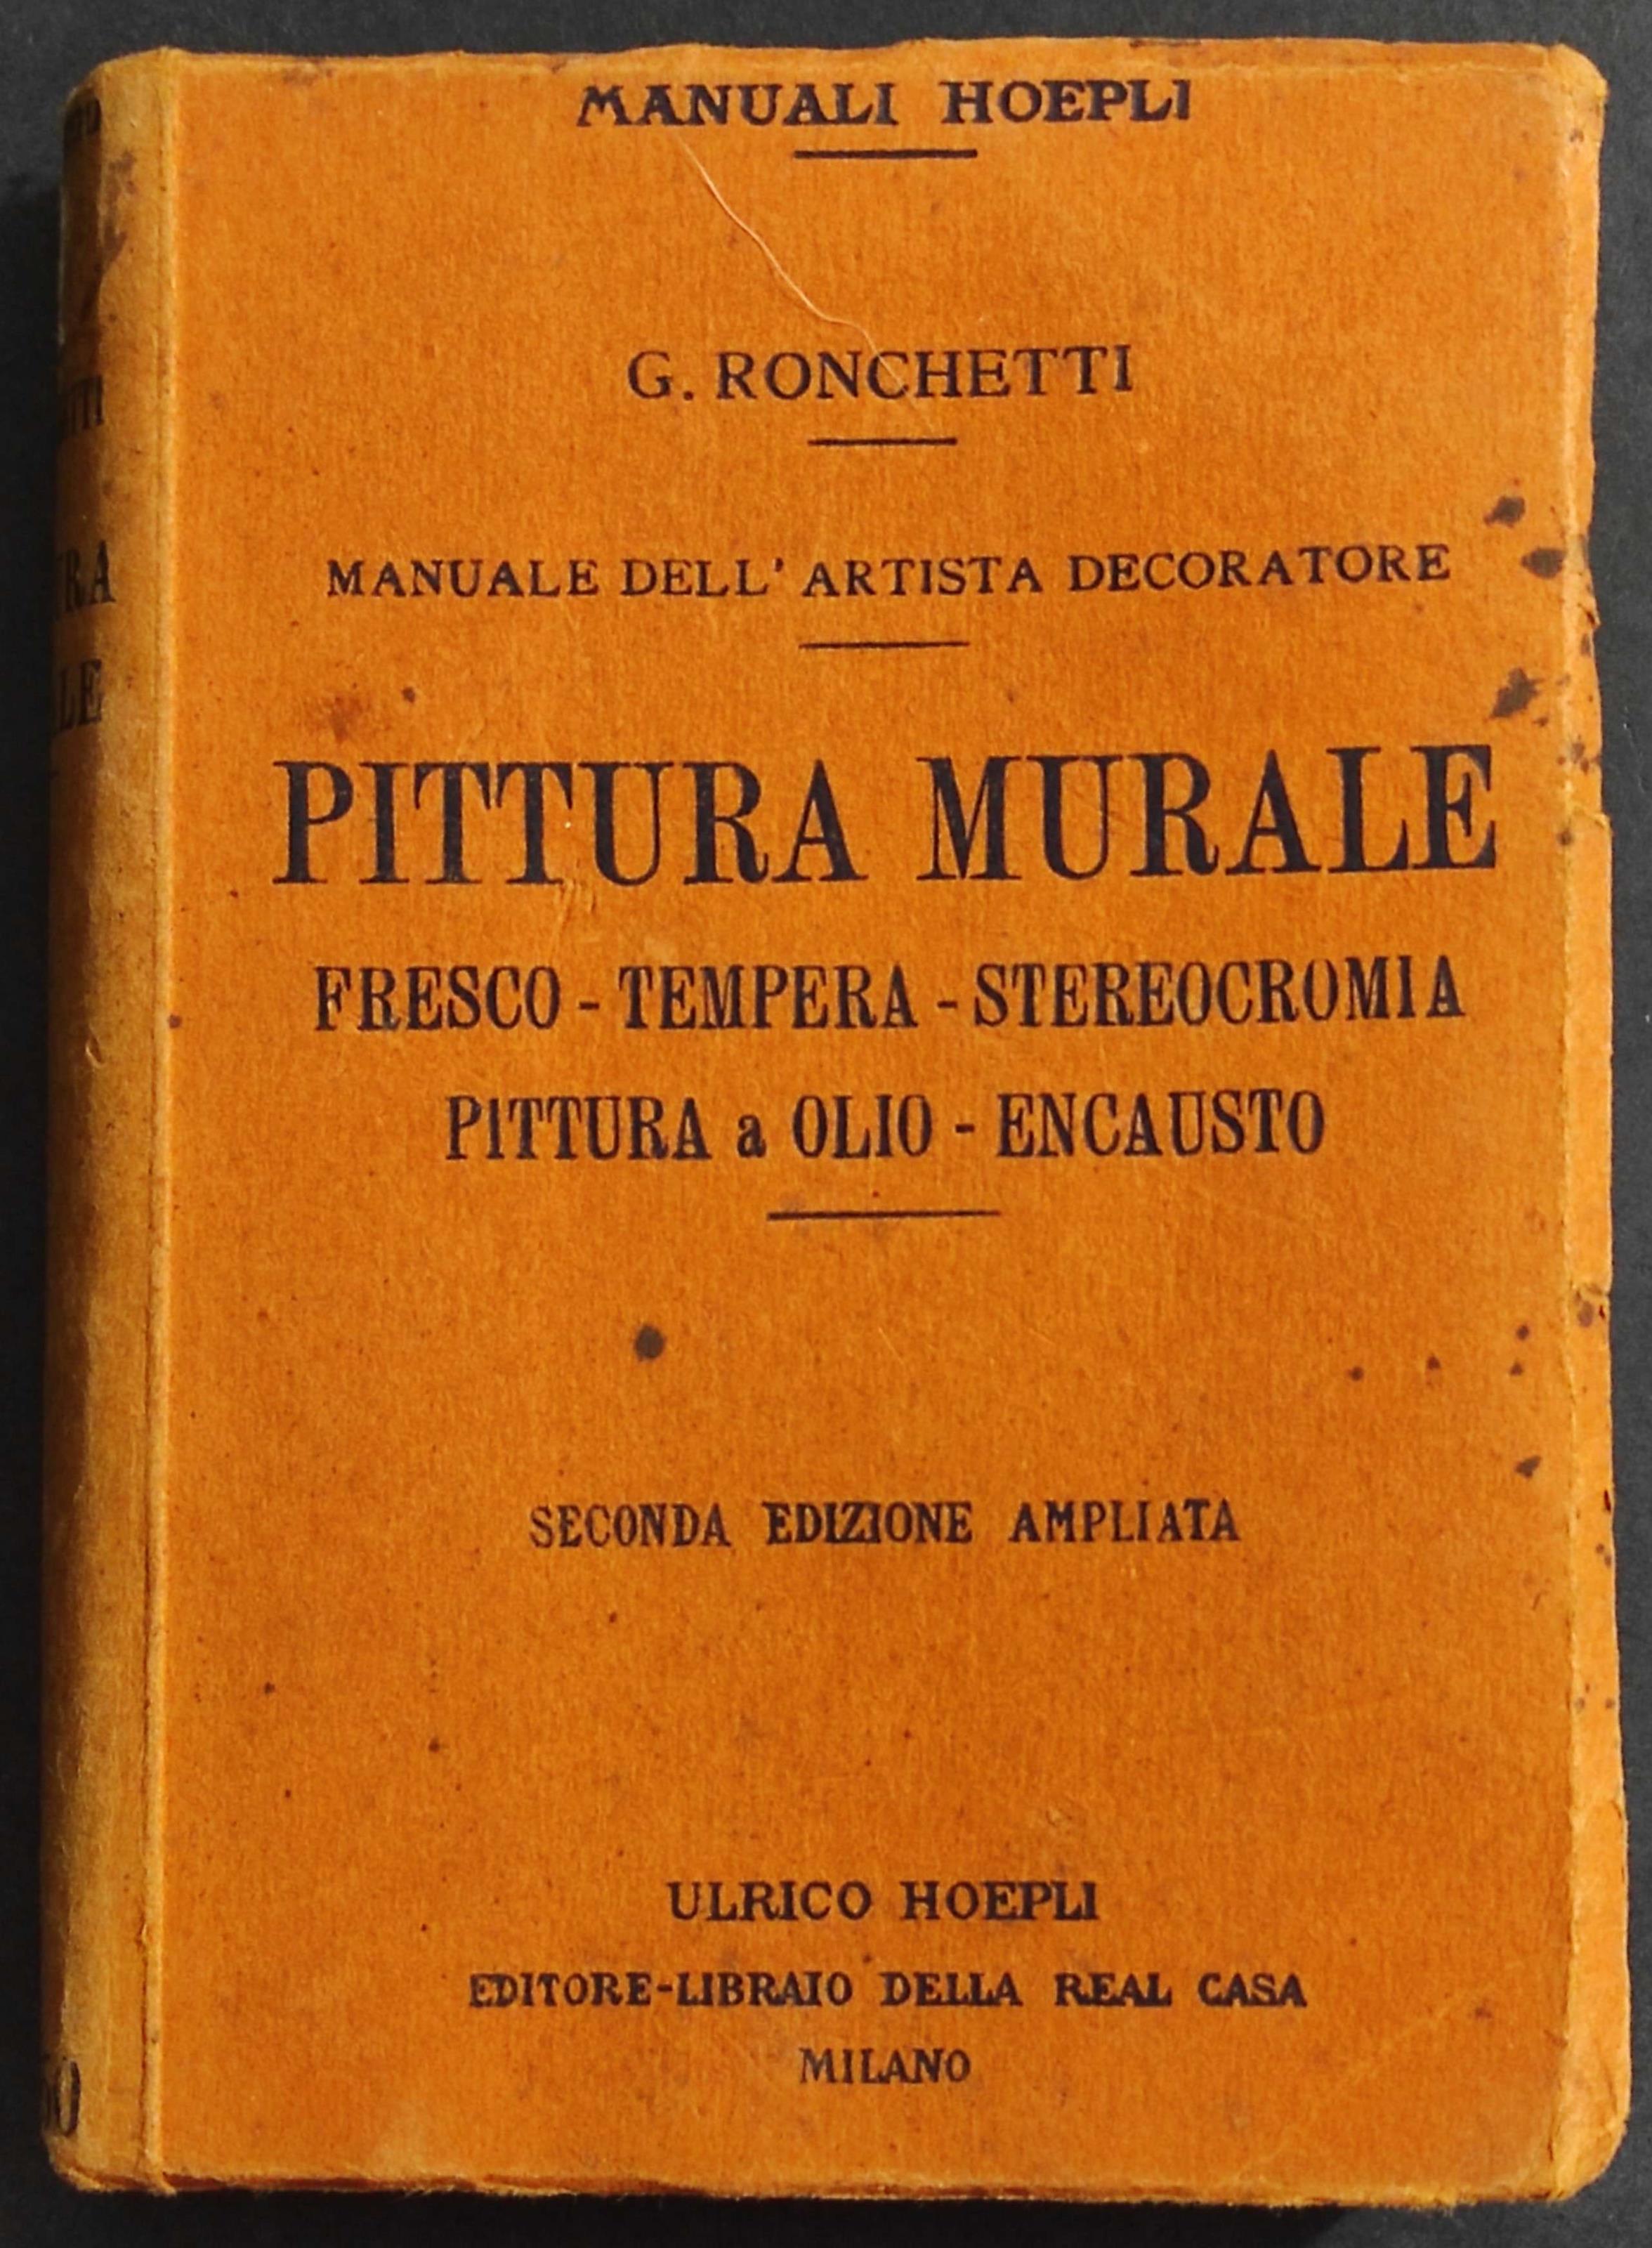 MANUALI HOEPLI
G. RONCHETTI
MANUALE DELL'ARTISTA DECORATORE
PITTURA MURALE
FRESCO - TEMPERA - STEREOCROMIA
PITTURA a OLIO - ENCAUSTO
SECONDA EDIZIONE AMPLIATA
ULRICO HOEPLI
EDITORE-LIBRAIO DELLA REAL CASA
MILANO